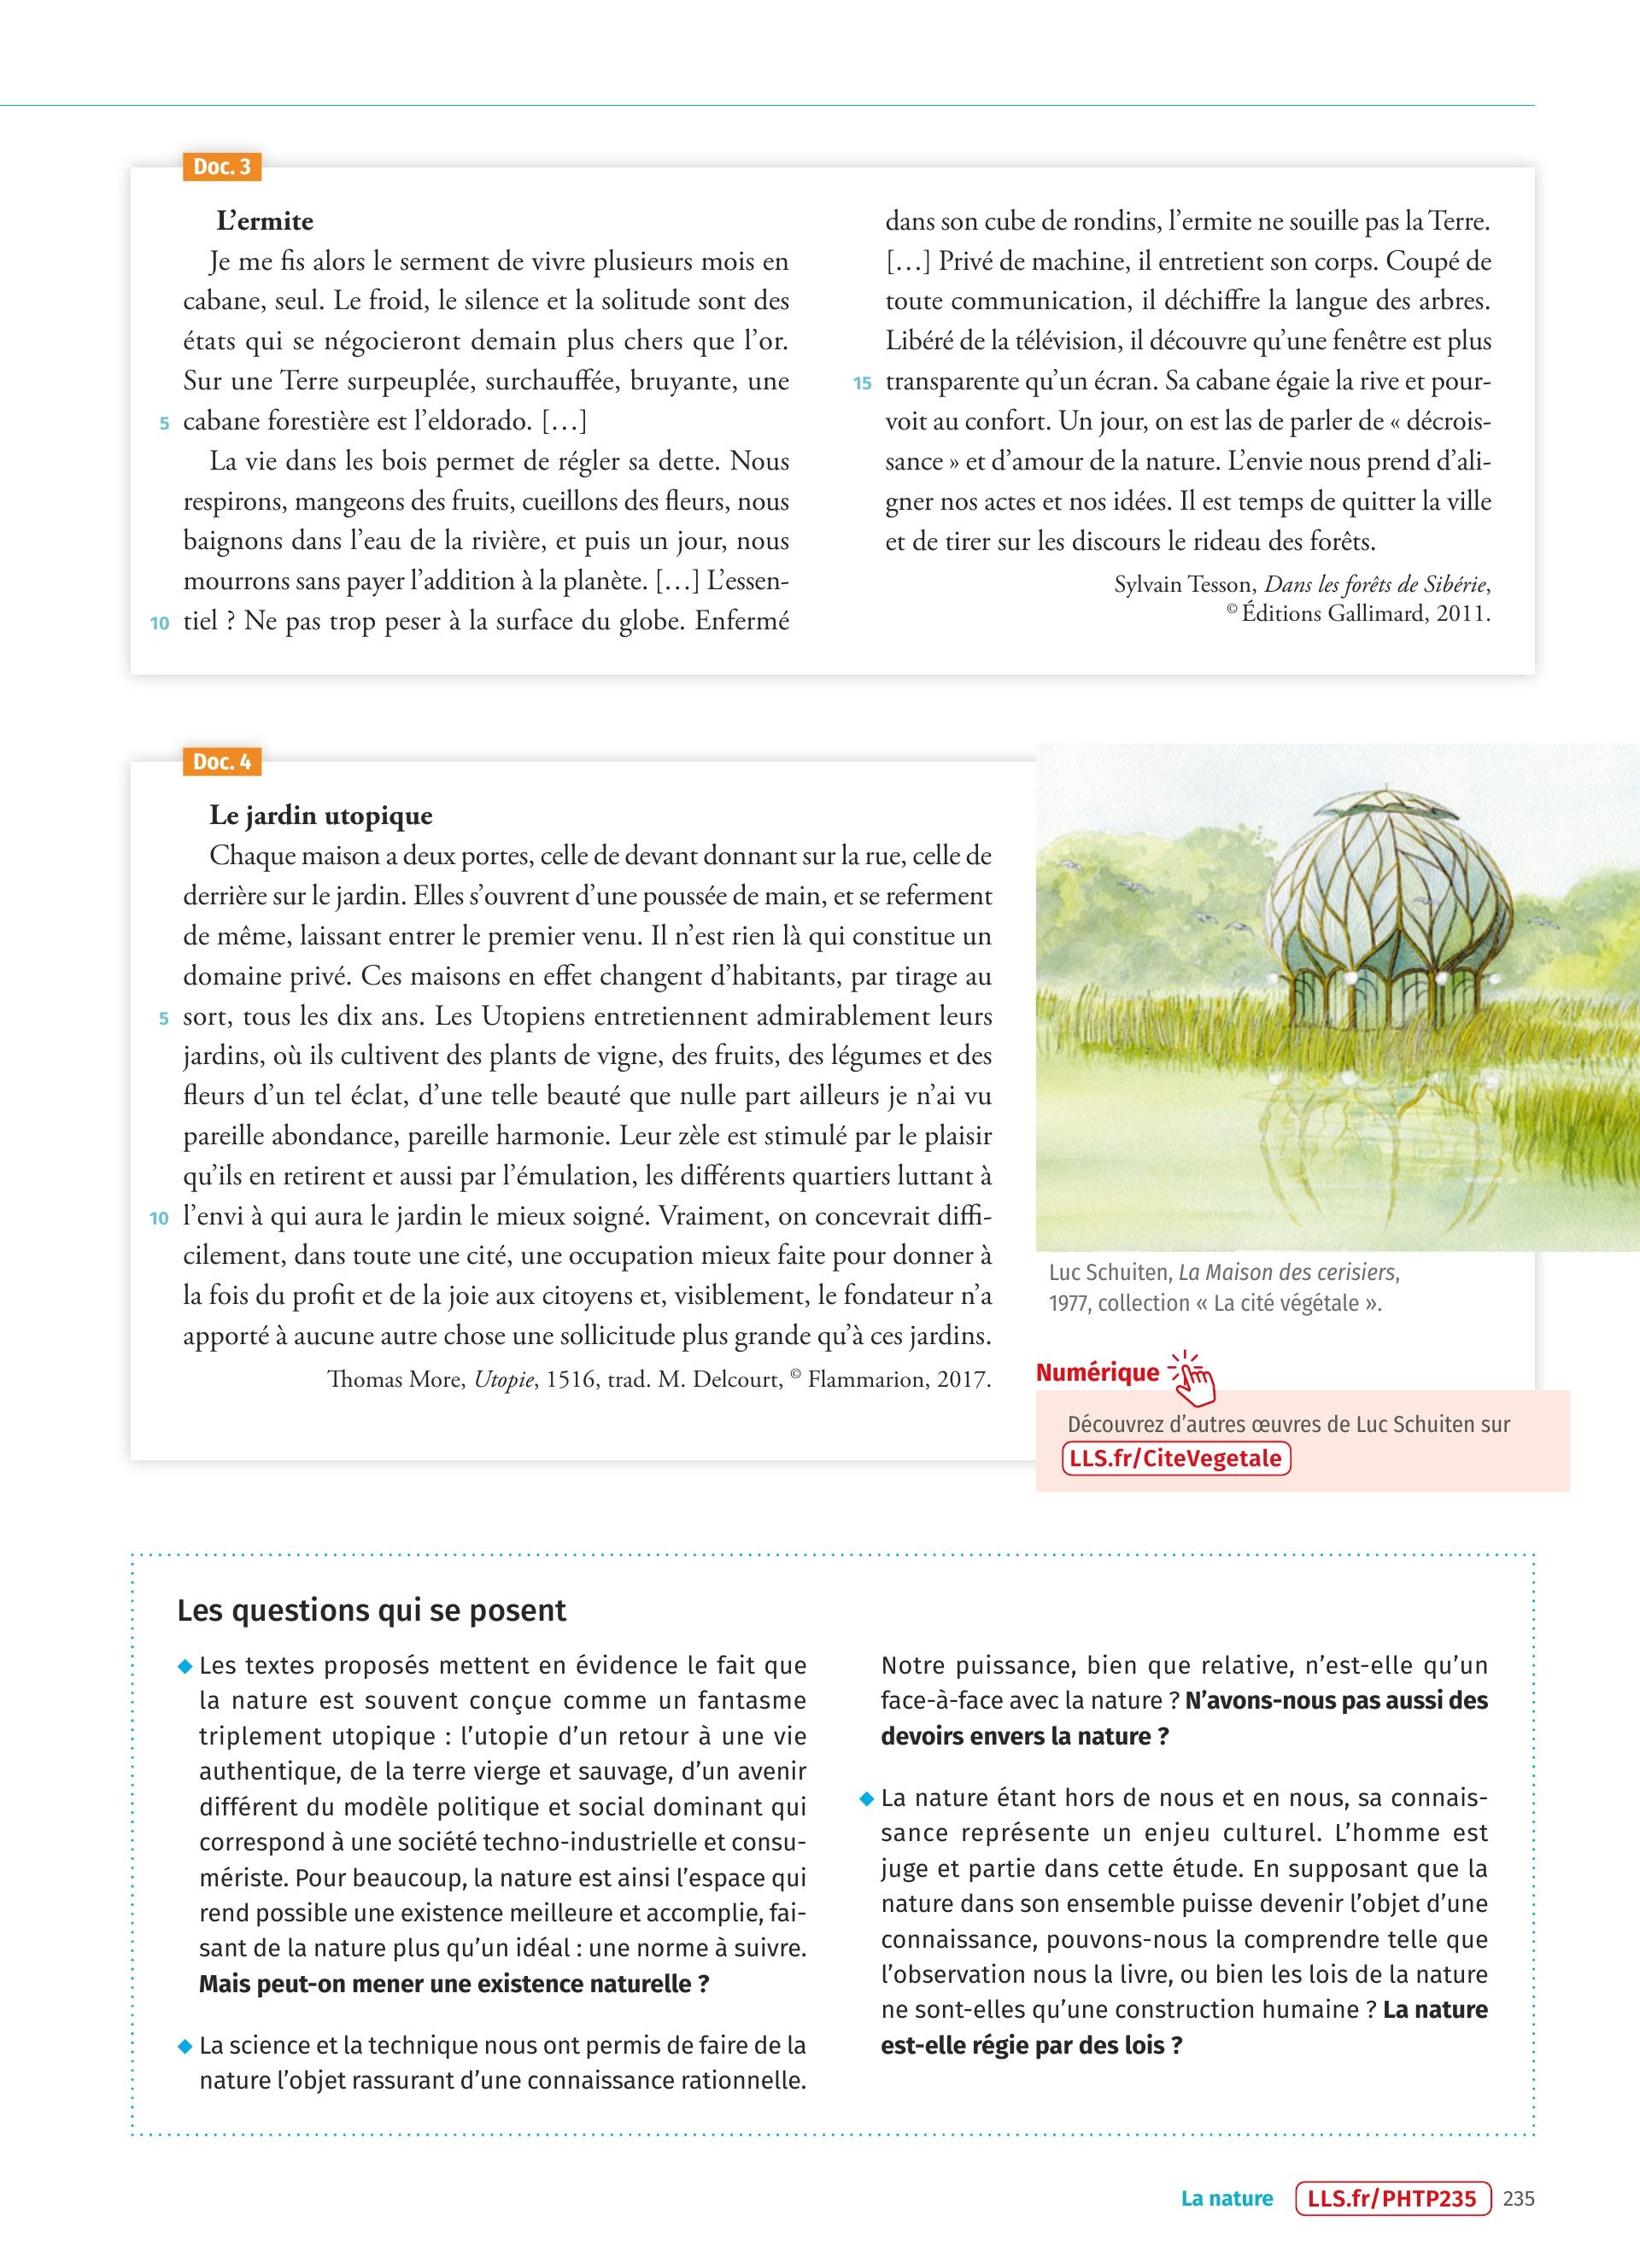 Doc. 3
L’ermite
Je me fis alors le serment de vivre plusieurs mois en
cabane, seul. Le froid, le silence et la solitude sont des
états qui se négocieront demain plus chers que l’or.
Sur une Terre surpeuplée, surchauffée, bruyante, une
5 cabane forestière est l’eldorado. […]
La vie dans les bois permet de régler sa dette. Nous
respirons, mangeons des fruits, cueillons des fleurs, nous
baignons dans l’eau de la rivière, et puis un jour, nous
mourrons sans payer l’addition à la planète. […] L’essen-
10 tiel ? Ne pas trop peser à la surface du globe. Enfermé
dans son cube de rondins, l’ermite ne souille pas la Terre.
[…] Privé de machine, il entretient son corps. Coupé de
toute communication, il déchiffre la langue des arbres.
Libéré de la télévision, il découvre qu’une fenêtre est plus
15 transparente qu’un écran. Sa cabane égaie la rive et pour-
voit au confort. Un jour, on est las de parler de « décrois-
sance » et d’amour de la nature. L’envie nous prend d’ali-
gner nos actes et nos idées. Il est temps de quitter la ville
et de tirer sur les discours le rideau des forêts.
Sylvain Tesson, Dans les forêts de Sibérie,
© Éditions Gallimard, 2011.
Doc. 4
Le jardin utopique
Chaque maison a deux portes, celle de devant donnant sur la rue, celle de
derrière sur le jardin. Elles s’ouvrent d’une poussée de main, et se referment
de même, laissant entrer le premier venu. Il n’est rien là qui constitue un
domaine privé. Ces maisons en effet changent d’habitants, par tirage au
5 sort, tous les dix ans. Les Utopiens entretiennent admirablement leurs
jardins, où ils cultivent des plants de vigne, des fruits, des légumes et des
fleurs d’un tel éclat, d’une telle beauté que nulle part ailleurs je n’ai vu
pareille abondance, pareille harmonie. Leur zèle est stimulé par le plaisir
qu’ils en retirent et aussi par l’émulation, les différents quartiers luttant à
10 l’envi à qui aura le jardin le mieux soigné. Vraiment, on concevrait diffi-
cilement, dans toute une cité, une occupation mieux faite pour donner à
la fois du profit et de la joie aux citoyens et, visiblement, le fondateur n’a
apporté à aucune autre chose une sollicitude plus grande qu’à ces jardins.
Thomas More, Utopie, 1516, trad. M. Delcourt, © Flammarion, 2017.
Luc Schuiten, La Maison des cerisiers,
1977, collection « La cité végétale ».
Numérique
Découvrez d’autres œuvres de Luc Schuiten sur
LLS.fr/CiteVegetale
Les questions qui se posent
◆ Les textes proposés mettent en évidence le fait que
la nature est souvent conçue comme un fantasme
triplement utopique : l’utopie d’un retour à une vie
authentique, de la terre vierge et sauvage, d’un avenir
différent du modèle politique et social dominant qui
correspond à une société techno-industrielle et consu-
mériste. Pour beaucoup, la nature est ainsi l’espace qui
rend possible une existence meilleure et accomplie, fai-
sant de la nature plus qu’un idéal : une norme à suivre.
Mais peut-on mener une existence naturelle ?
◆ La science et la technique nous ont permis de faire de la
nature l’objet rassurant d’une connaissance rationnelle.
Notre puissance, bien que relative, n’est-elle qu’un
face-à-face avec la nature ? N’avons-nous pas aussi des
devoirs envers la nature ?
◆ La nature étant hors de nous et en nous, sa connais-
sance représente un enjeu culturel. L’homme est
juge et partie dans cette étude. En supposant que la
nature dans son ensemble puisse devenir l’objet d’une
connaissance, pouvons-nous la comprendre telle que
l’observation nous la livre, ou bien les lois de la nature
ne sont-elles qu’une construction humaine ? La nature
est-elle régie par des lois ?
La nature LLS.fr/PHTP235 235